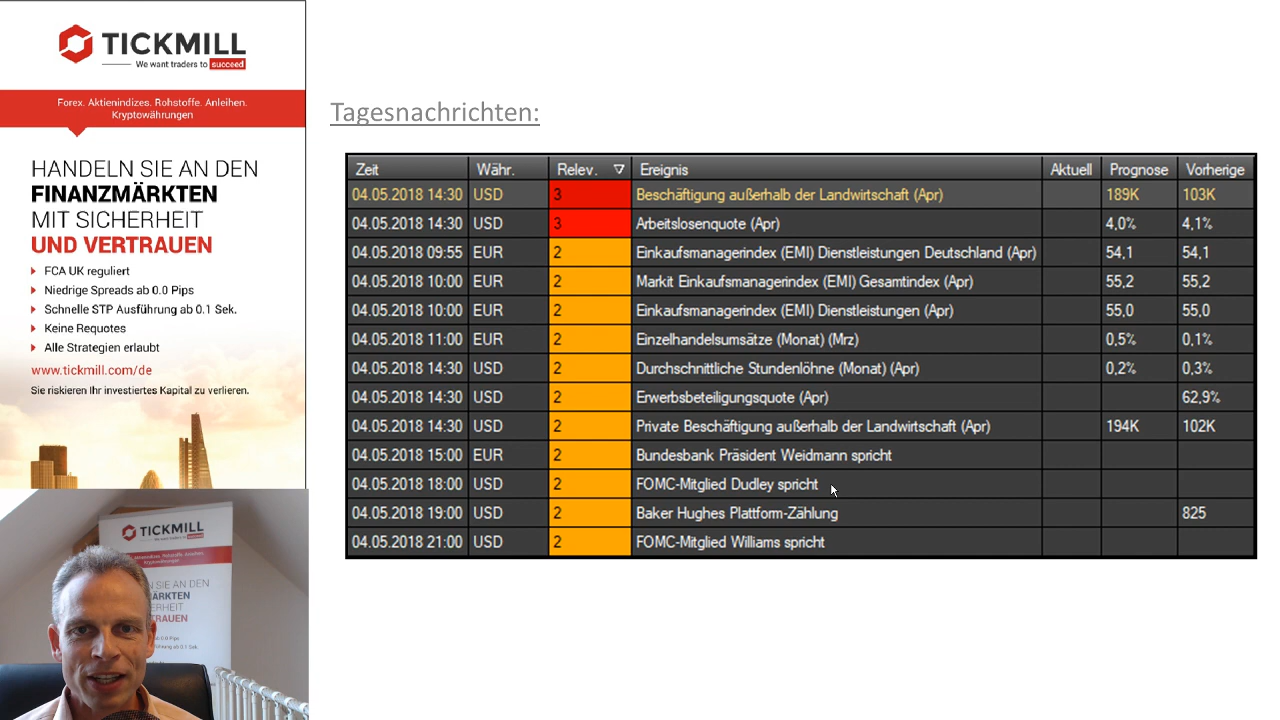 TICKMILL
We want traders to succeed
Forex. Aktienindizes. Rohstoffe. Anleihen.
Kryptowährungen
HANDELN SIE AN DEN
FINANZMÄRKTEN
MIT SICHERHEIT
UND VERTRAUEN
FCA UK reguliert
Niedrige Spreads ab 0.0 Pips
Schnelle STP Ausführung ab 0.1 Sek.
Keine Requotes
Alle Strategien erlaubt
www.tickmill.com/de
Sie riskieren Ihr investiertes Kapital zu verlieren.
Tagesnachrichten:
Zeit Währ. Relev. Ereignis Aktuell Prognose Vorherige
04.05.2018 14:30 USD 3 Beschäftigung außerhalb der Landwirtschaft (Apr) 189K 103K
04.05.2018 14:30 USD 3 Arbeitslosenquote (Apr) 4,0% 4,1%
04.05.2018 09:55 EUR 2 Einkaufsmanagerindex (EMI) Dienstleistungen Deutschland (Apr) 54,1 54,1
04.05.2018 10:00 EUR 2 Markit Einkaufsmanagerindex (EMI) Gesamtindex (Apr) 55,2 55,2
04.05.2018 10:00 EUR 2 Einkaufsmanagerindex (EMI) Dienstleistungen (Apr) 55,0 55,0
04.05.2018 11:00 EUR 2 Einzelhandelsumsätze (Monat) (Mrz) 0,5% 0,1%
04.05.2018 14:30 USD 2 Durchschnittliche Stundenlöhne (Monat) (Apr) 0,2% 0,3%
04.05.2018 14:30 USD 2 Erwerbsbeteiligungsquote (Apr) 62,9%
04.05.2018 14:30 USD 2 Private Beschäftigung außerhalb der Landwirtschaft (Apr) 194K 102K
04.05.2018 15:00 EUR 2 Bundesbank Präsident Weidmann spricht
04.05.2018 18:00 USD 2 FOMC-Mitglied Dudley spricht
04.05.2018 19:00 USD 2 Baker Hughes Plattform-Zählung 825
04.05.2018 21:00 USD 2 FOMC-Mitglied Williams spricht
TICKMILL
N SIE AN DEN
ÄRKTEN
ERHEIT
TRAUEN